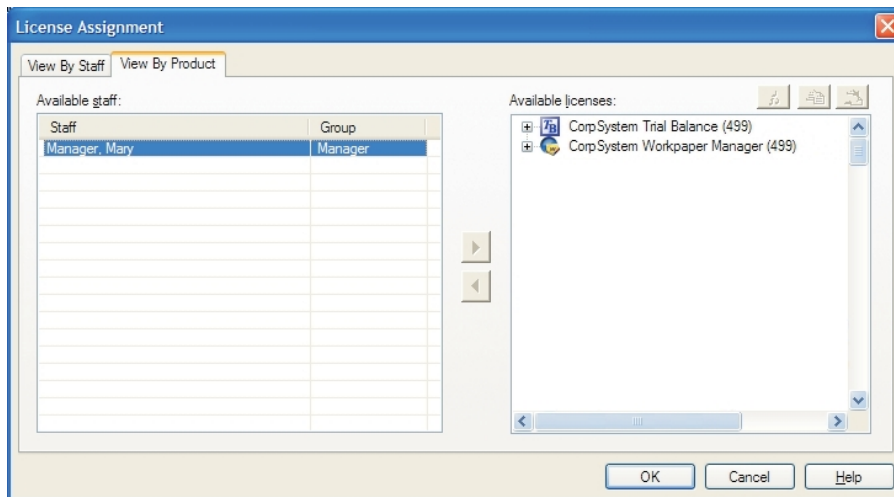 License Assignment
View By Staff
View By Product
Available staff:
Available licenses:
Staff
Group
Manager, Mary
Manager
TB
CorpSystem Trial Balance (499)
CorpSystem Workpaper Manager (499)
OK
Cancel
Help